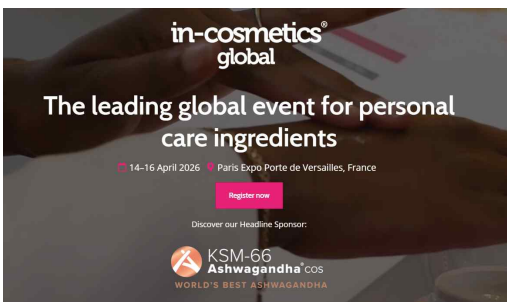 in-cosmetics®
global
The leading global event for personal
care ingredients
14–16 April 2026 Paris Expo Porte de Versailles, France
Register now
Discover our Headline Sponsor:
KSM-66
Ashwagandha®cos
WORLD'S BEST ASHWAGANDHA